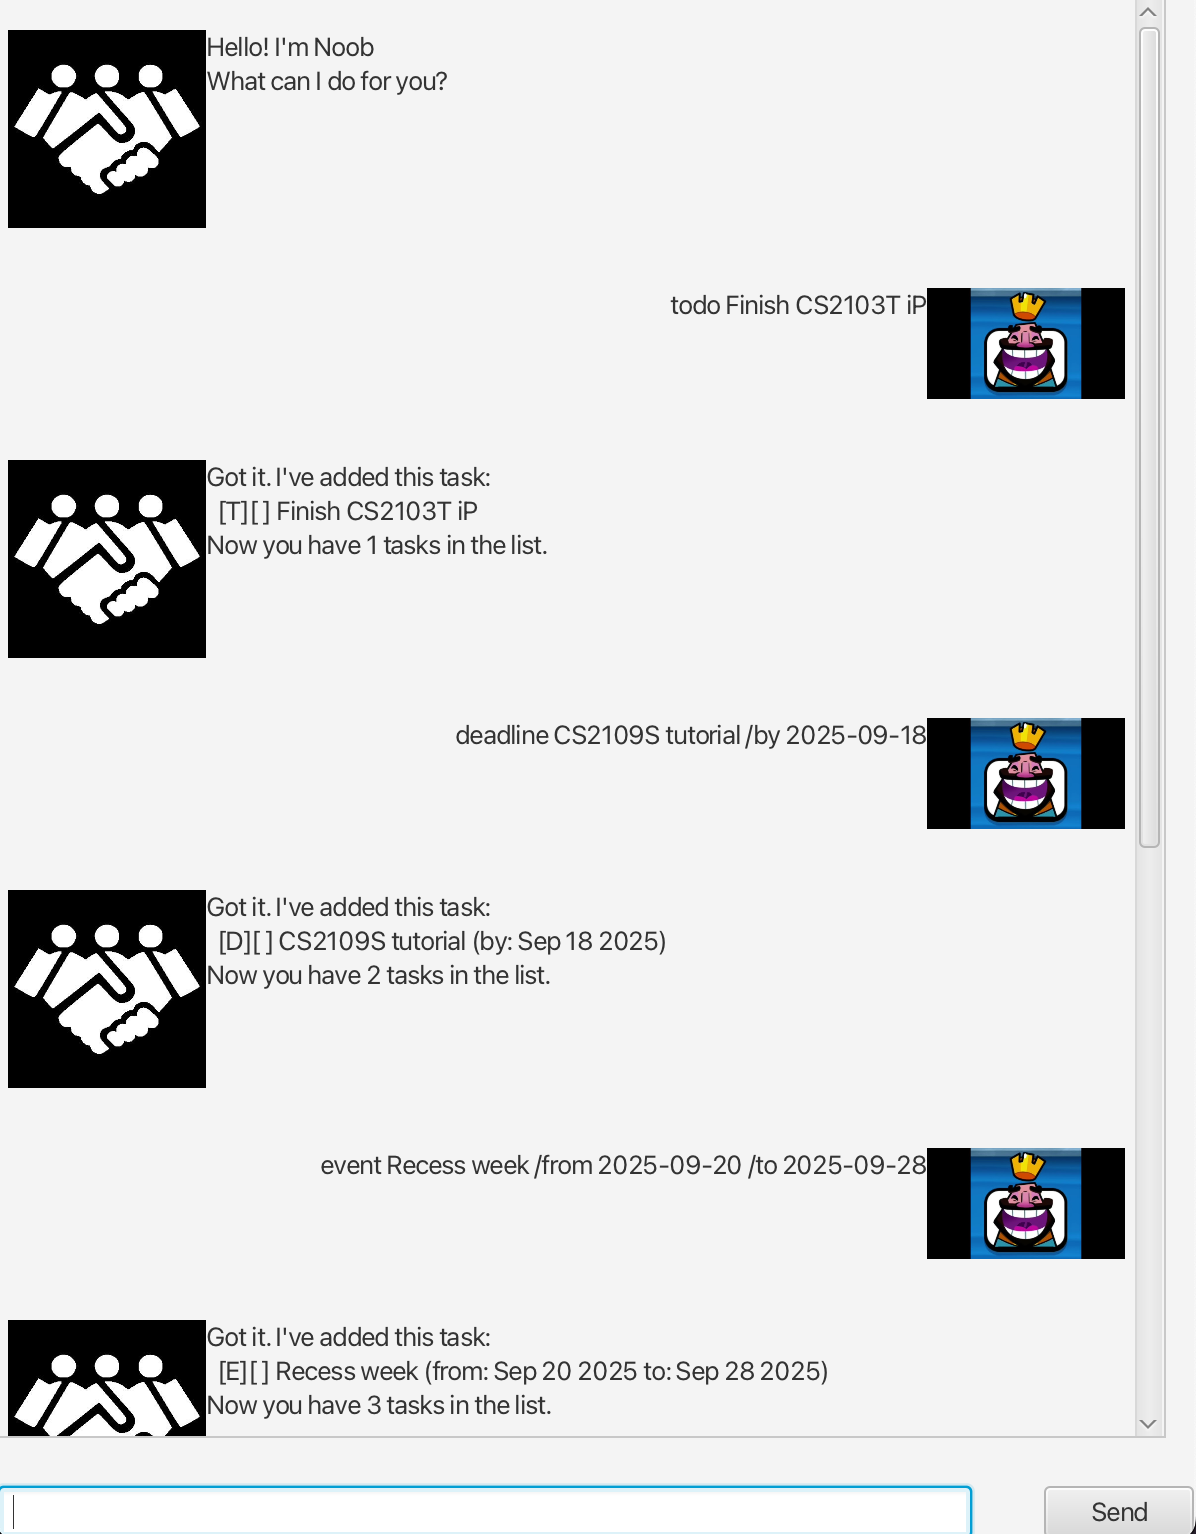 Hello! I'm Noob
What can I do for you?
todo Finish CS2103T iP
Got it. I've added this task:
[T][ ] Finish CS2103T iP
Now you have 1 tasks in the list.
deadline CS2109S tutorial /by 2025-09-18
Got it. I've added this task:
[D][ ] CS2109S tutorial (by: Sep 18 2025)
Now you have 2 tasks in the list.
event Recess week /from 2025-09-20 /to 2025-09-28
Got it. I've added this task:
[E][ ] Recess week (from: Sep 20 2025 to: Sep 28 2025)
Now you have 3 tasks in the list.
Send